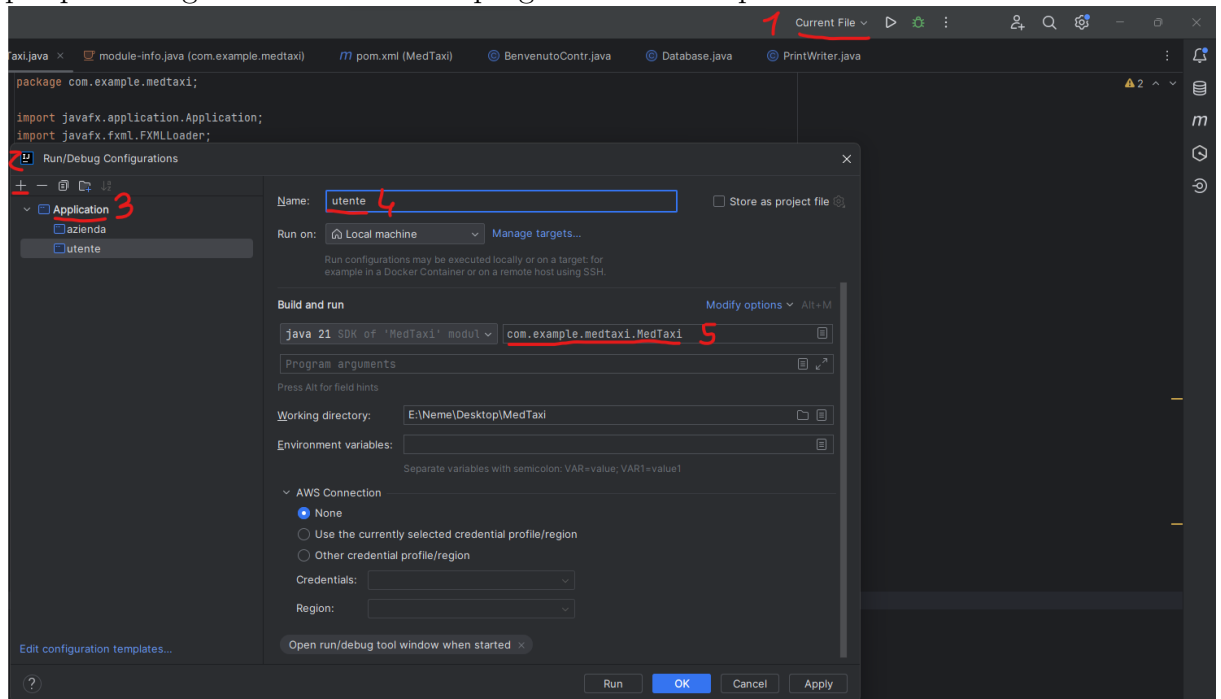 1 Current File
axi.java module-info.java (com.example.medtaxi) m pom.xml (MedTaxi) BenvenutoContr.java Database.java PrintWriter.java
package com.example.medtaxi;
2
import javafx.application.Application;
import javafx.fxml.FXMLLoader;
2 Run/Debug Configurations
Application 3
azienda
utente
Name: utente 4 Store as project file
Run on: Local machine Manage targets...
Run configurations may be executed locally or on a target: for
example in a Docker Container or on a remote host using SSH.
Build and run Modify options Alt+M
java 21 SDK of 'MedTaxi' modul com.example.medtaxi.MedTaxi 5
Program arguments
Press Alt for field hints
Working directory: E:\Neme\Desktop\MedTaxi
Environment variables:
Separate variables with semicolon: VAR=value; VAR1=value1
AWS Connection
None
Use the currently selected credential profile/region
Other credential profile/region
Credentials:
Region:
Open run/debug tool window when started
Edit configuration templates...
? Run OK Cancel Apply